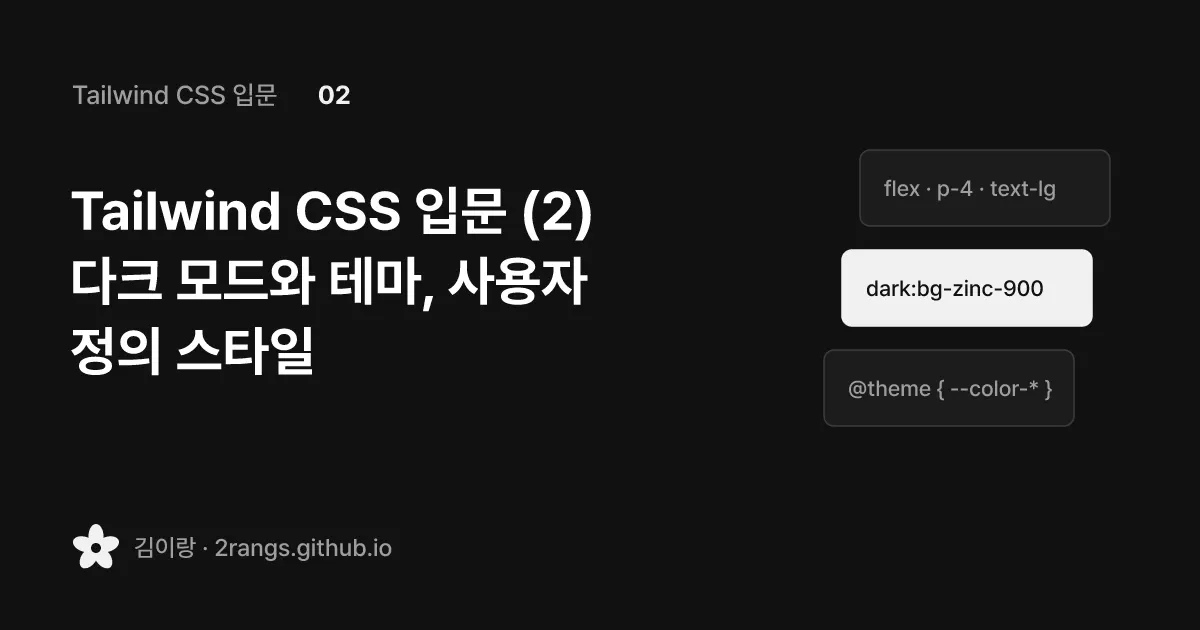 Tailwind CSS 입문 02
Tailwind CSS 입문 (2)
다크 모드와 테마, 사용자
정의 스타일
flex · p-4 · text-lg
dark:bg-zinc-900
@theme { --color-* }
김이랑 · 2rangs.github.io